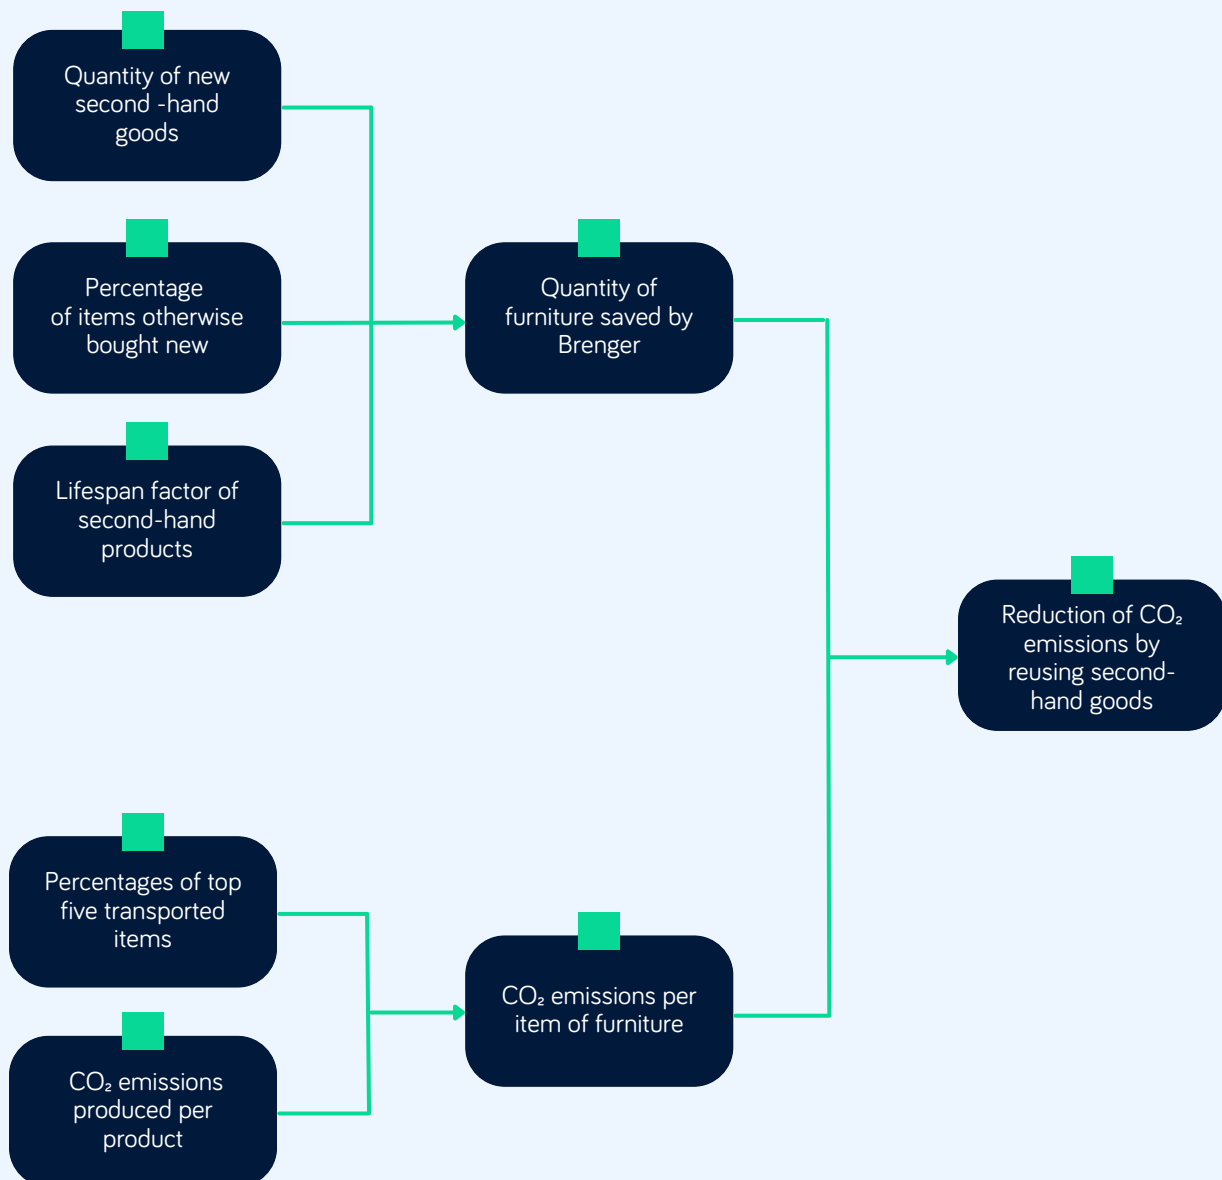 Quantity of new
second -hand
goods
Percentage
of items otherwise
bought new
Lifespan factor of
second-hand
products
Quantity of
furniture saved by
Brenger
Reduction of CO₂
emissions by
reusing second-
hand goods
Percentages of top
five transported
items
CO₂ emissions
produced per
product
CO₂ emissions per
item of furniture